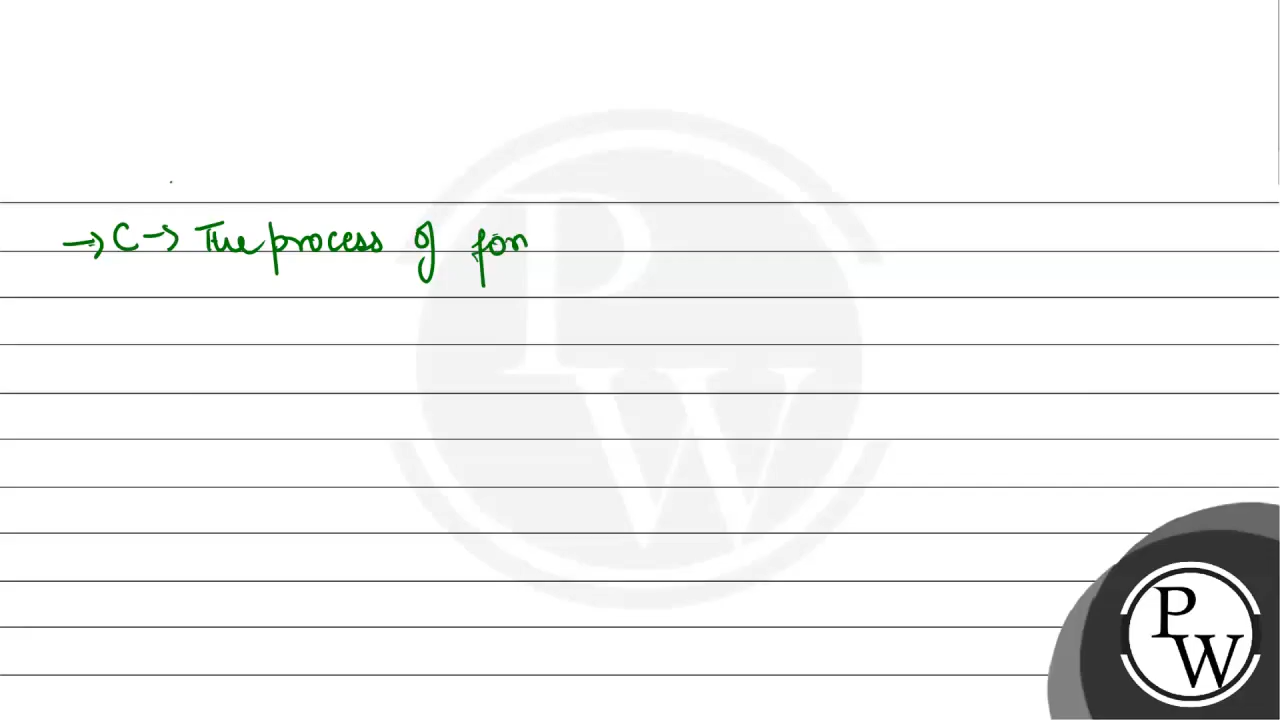 → C → The process of for
P
W
P
W